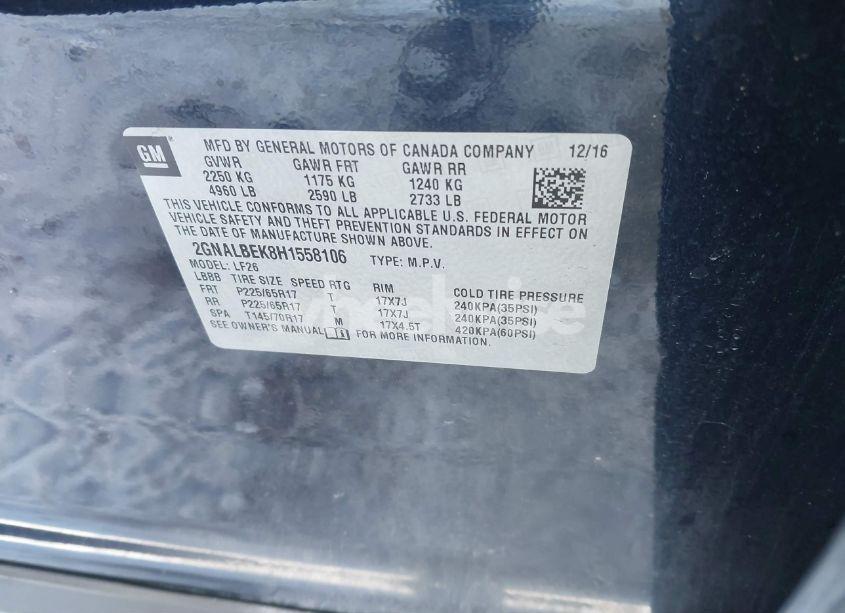 GM
MFD BY GENERAL MOTORS OF CANADA COMPANY 12/16
GVWR GAWR FRT GAWR RR
2250 KG 1175 KG 1240 KG
4960 LB 2590 LB 2733 LB
THIS VEHICLE CONFORMS TO ALL APPLICABLE U.S. FEDERAL MOTOR
VEHICLE SAFETY AND THEFT PREVENTION STANDARDS IN EFFECT ON
THE DATE OF MANUFACTURE SHOWN ABOVE.
2GNALBEK8H1558106 TYPE: M.P.V.
MODEL: LF26
LBBB TIRE SIZE SPEED RTG RIM COLD TIRE PRESSURE
FRT P225/65R17 T 17X7J 240KPA(35PSI)
RR P225/65R17 T 17X7J 240KPA(35PSI)
SPA T145/70R17 M 17X4.5T 420KPA(60PSI)
SEE OWNER'S MANUAL FOR MORE INFORMATION.